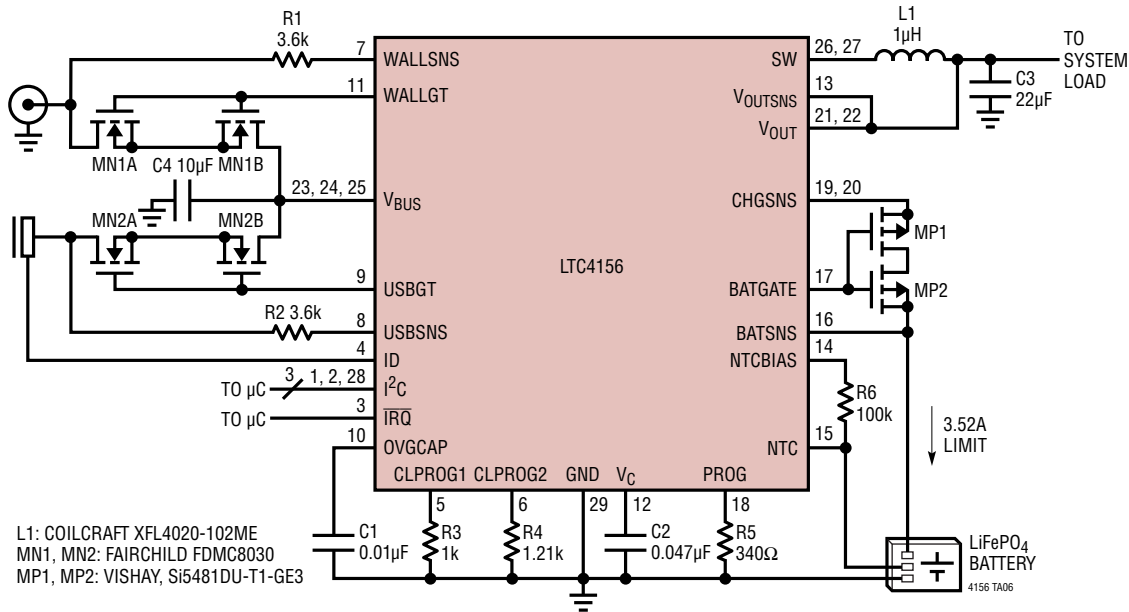 R1
3.6k
7
WALLSNS
11
WALLGT
MN1A
MN1B
C4 10µF
23, 24, 25
VBUS
MN2A
MN2B
9
USBGT
R2 3.6k
8
USBSNS
4
ID
TO µC
3
1, 2, 28
I2C
TO µC
3
IRQ
10
OVGCAP
LTC4156
L1
1µH
26, 27
SW
TO
SYSTEM
LOAD
C3
22µF
13
VOUTSNS
21, 22
VOUT
19, 20
CHGSNS
MP1
17
BATGATE
MP2
16
BATSNS
14
NTCBIAS
R6
100k
15
NTC
3.52A
LIMIT
CLPROG1
CLPROG2
GND
VC
PROG
5
6
29
12
18
C1
0.01µF
R3
1k
R4
1.21k
C2
0.047µF
R5
340Ω
LiFePO4
BATTERY
4156 TA06
L1: COILCRAFT XFL4020-102ME
MN1, MN2: FAIRCHILD FDMC8030
MP1, MP2: VISHAY, Si5481DU-T1-GE3